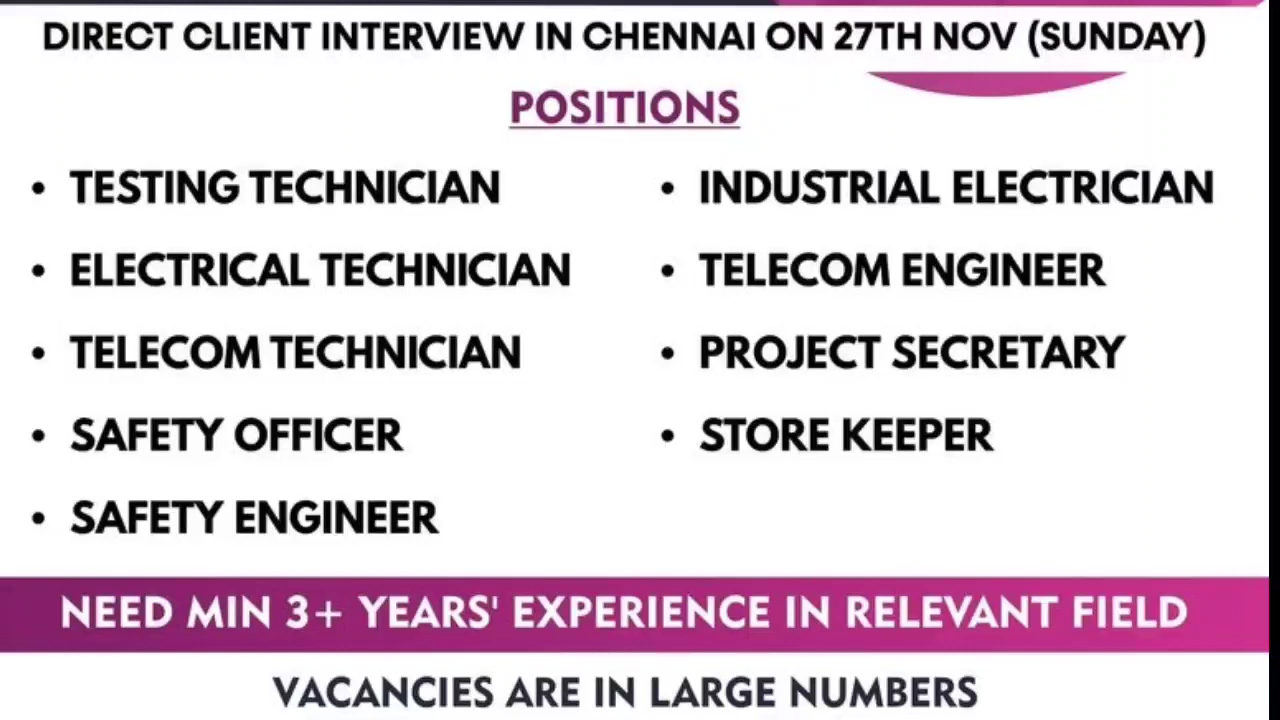 DIRECT CLIENT INTERVIEW IN CHENNAI ON 27TH NOV (SUNDAY)
POSITIONS
• TESTING TECHNICIAN
• ELECTRICAL TECHNICIAN
• TELECOM TECHNICIAN
• SAFETY OFFICER
• SAFETY ENGINEER
• INDUSTRIAL ELECTRICIAN
• TELECOM ENGINEER
• PROJECT SECRETARY
• STORE KEEPER
NEED MIN 3+ YEARS' EXPERIENCE IN RELEVANT FIELD
VACANCIES ARE IN LARGE NUMBERS